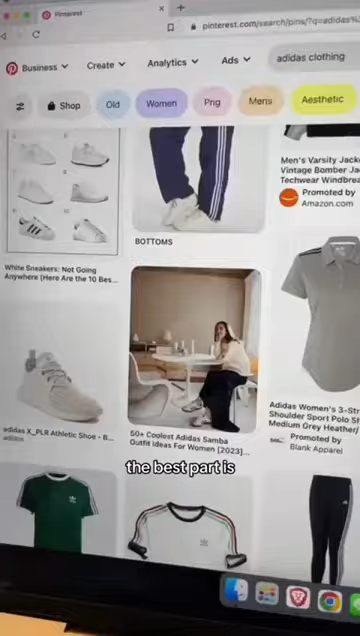 Pinterest
pinterest.com/search/pins/?q=adidas%
Business
Create
Analytics
Ads
adidas clothing
Shop
Old
Women
Png
Mens
Aesthetic
White Sneakers: Not Going
Anywhere (Here Are the 10 Bes...
BOTTOMS
Men's Varsity Jack
Vintage Bomber Ja
Techwear Windbrea
Promoted by
Amazon.com
adidas X_PLR Athletic Shoe - B...
adidas
50+ Coolest Adidas Samba
Outfit Ideas For Women [2023]...
Adidas Women's 3-Str
Shoulder Sport Polo Sh
Medium Grey Heather/
Promoted by
Blank Apparel
the best part is